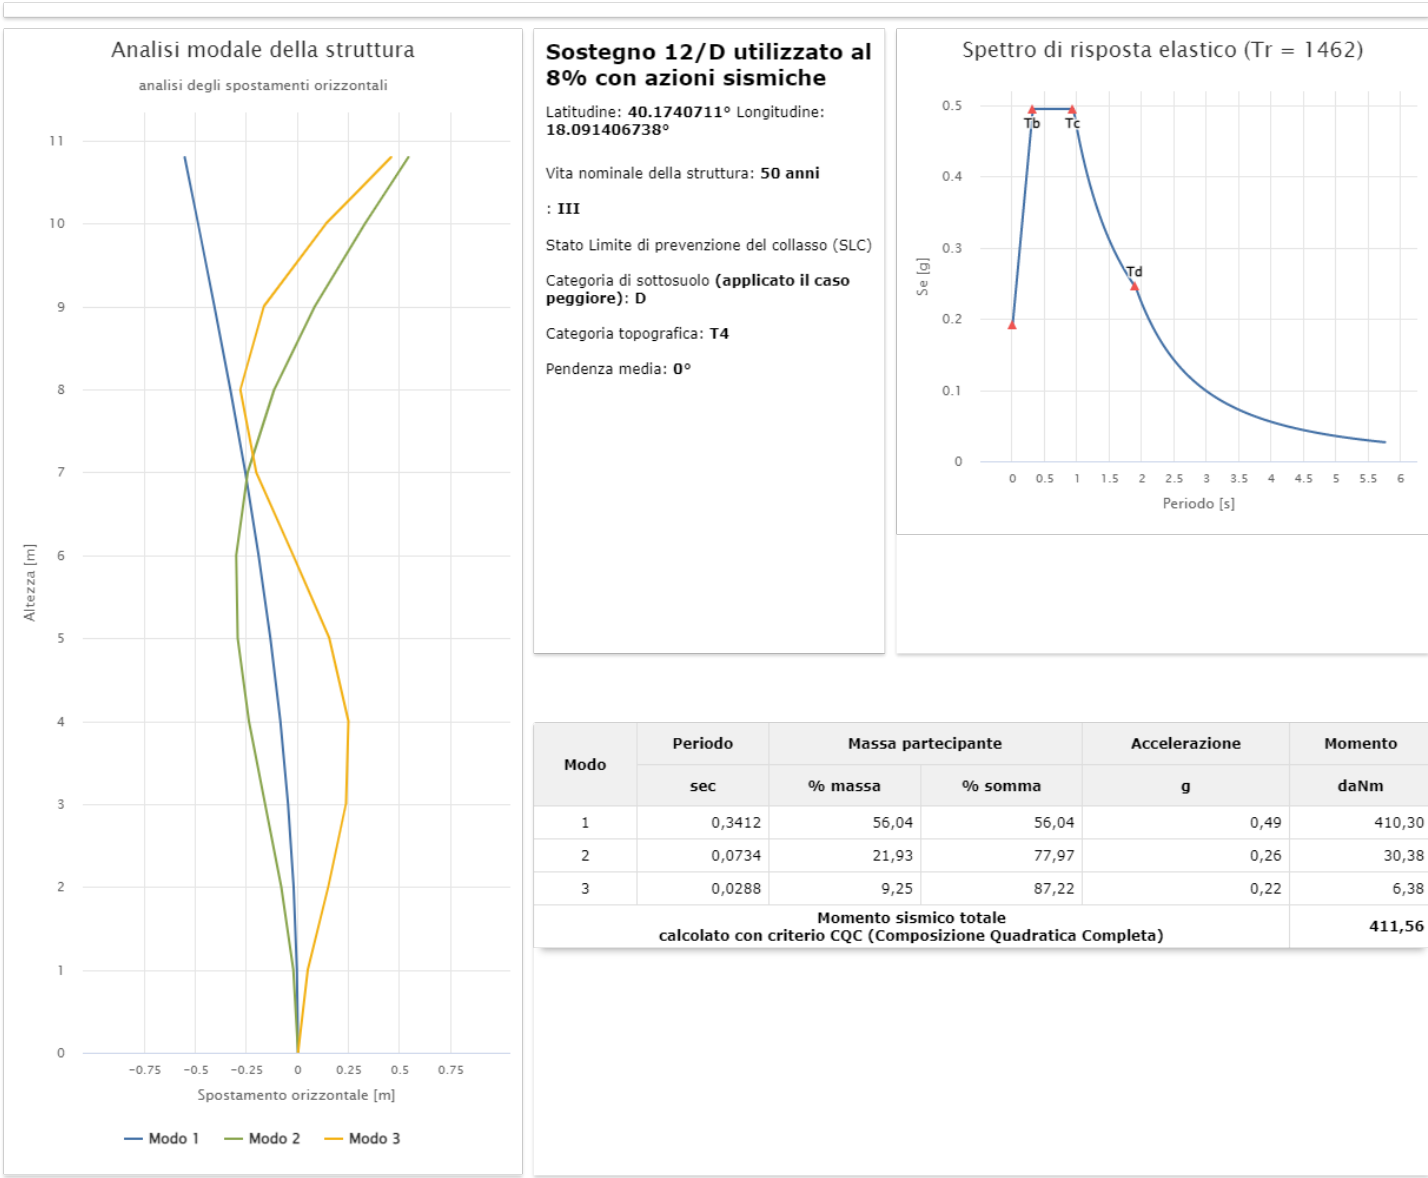 Analisi modale della struttura
analisi degli spostamenti orizzontali
11
10
9
8
7
6
5
4
3
2
1
0
Altezza [m]
−0.75 −0.5 −0.25 0 0.25 0.5 0.75
Spostamento orizzontale [m]
Modo 1 Modo 2 Modo 3
Sostegno 12/D utilizzato al
8% con azioni sismiche
Latitudine: 40.1740711° Longitudine:
18.091406738°
Vita nominale della struttura: 50 anni
: III
Stato Limite di prevenzione del collasso (SLC)
Categoria di sottosuolo (applicato il caso
peggiore): D
Categoria topografica: T4
Pendenza media: 0°
Spettro di risposta elastico (Tr = 1462)
0.5
0.4
0.3
0.2
0.1
0
Se [g]
Tb Tc
Td
0 0.5 1 1.5 2 2.5 3 3.5 4 4.5 5 5.5 6
Periodo [s]
Modo Periodo Massa partecipante Accelerazione Momento
sec % massa % somma g daNm
1 0,3412 56,04 56,04 0,49 410,30
2 0,0734 21,93 77,97 0,26 30,38
3 0,0288 9,25 87,22 0,22 6,38
Momento sismico totale
calcolato con criterio CQC (Composizione Quadratica Completa) 411,56